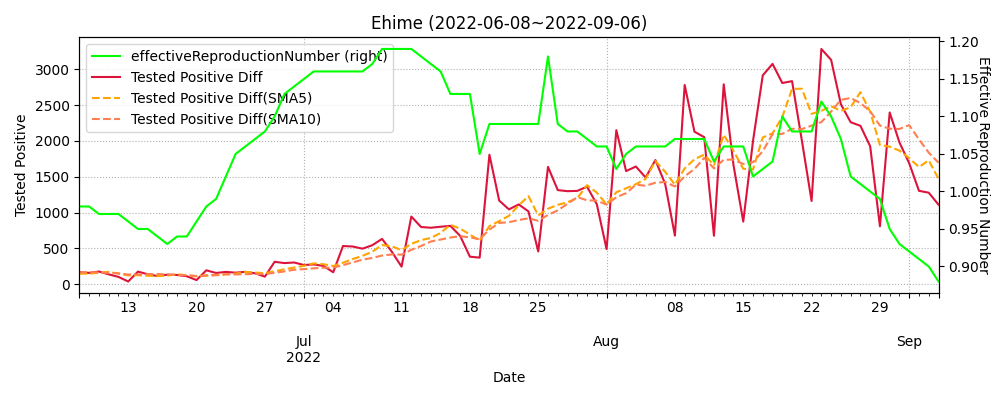 Ehime (2022-06-08~2022-09-06)
effectiveReproductionNumber (right)
Tested Positive Diff
Tested Positive Diff(SMA5)
Tested Positive Diff(SMA10)
Tested Positive
3000
2500
2000
1500
1000
500
0
1.20
1.15
1.10
1.05
1.00
0.95
0.90
Effective Reproduction Number
13 20 27 04 11 18 25 08 15 22 29
Jul Aug Sep
2022
Date